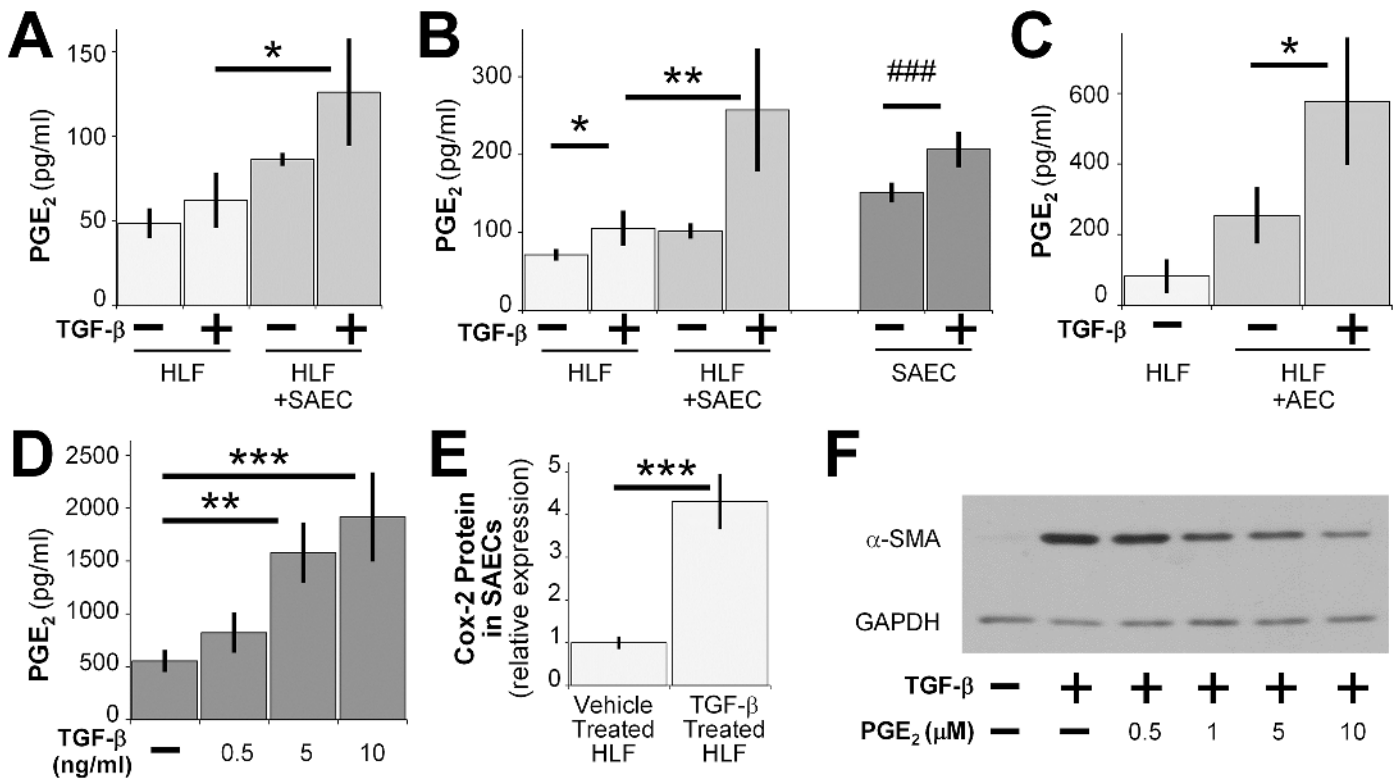 A
PGE2 (pg/ml)
150
100
50
0
*
TGF-β − + − +
HLF HLF
+SAEC
B
PGE2 (pg/ml)
300
200
100
0
*
**
###
TGF-β − + − + − +
HLF HLF SAEC
+SAEC
C
PGE2 (pg/ml)
600
400
200
0
*
TGF-β − − +
HLF HLF
+AEC
D
PGE2 (pg/ml)
2500
2000
1500
1000
500
0
***
**
TGF-β
(ng/ml) − 0.5 5 10
E
Cox-2 Protein
in SAECs
(relative expression)
5
4
3
2
1
0
***
Vehicle TGF-β
Treated Treated
HLF HLF
F
α-SMA
GAPDH
TGF-β − + + + + +
PGE2 (μM) − − 0.5 1 5 10